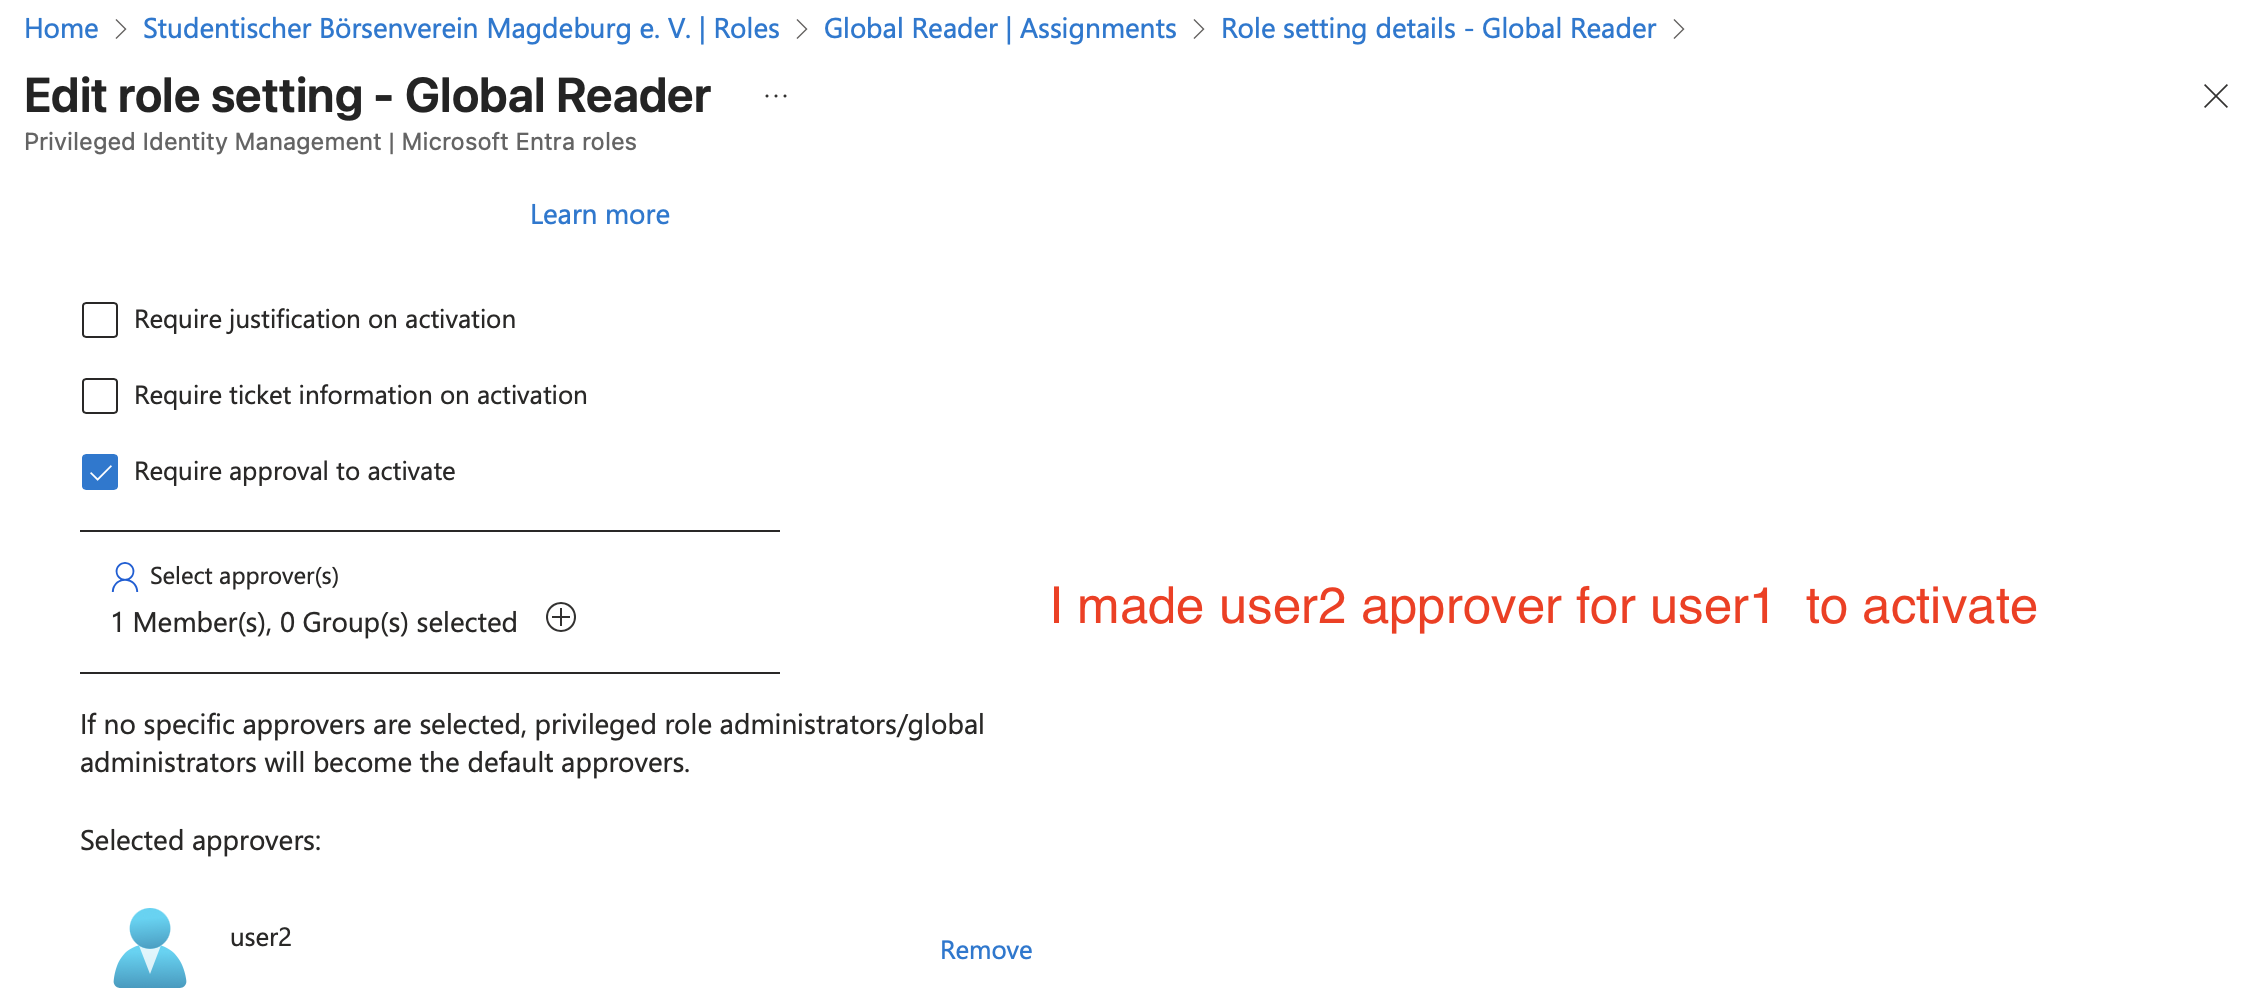 Home > Studentischer Börsenverein Magdeburg e. V. | Roles > Global Reader | Assignments > Role setting details - Global Reader >
Edit role setting - Global Reader ...
Privileged Identity Management | Microsoft Entra roles
Learn more
Require justification on activation
Require ticket information on activation
Require approval to activate
Select approver(s)
1 Member(s), 0 Group(s) selected
I made user2 approver for user1 to activate
If no specific approvers are selected, privileged role administrators/global
administrators will become the default approvers.
Selected approvers:
user2
Remove